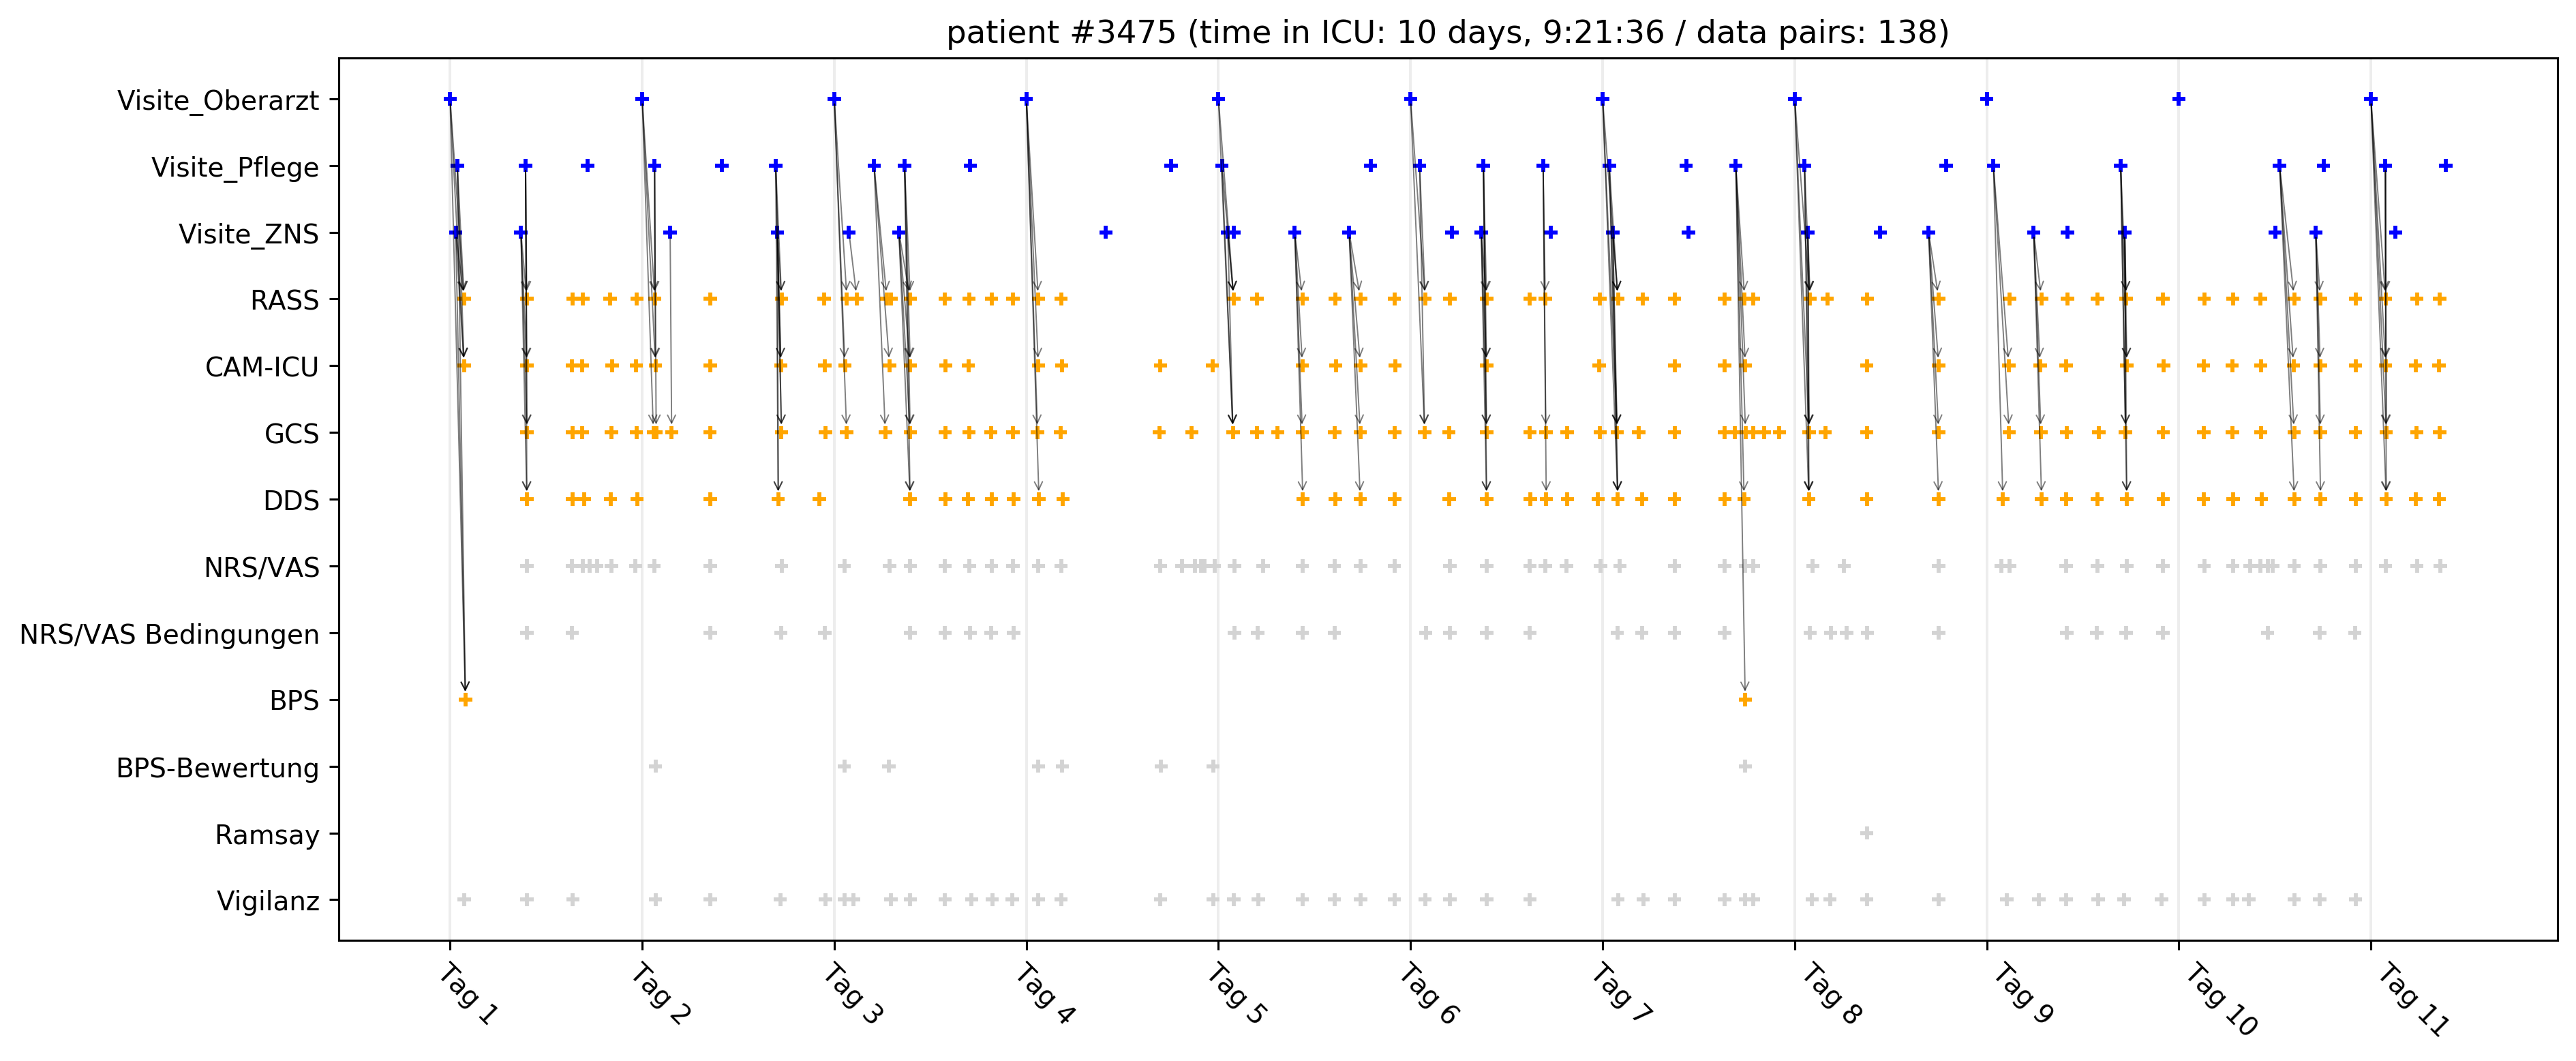 patient #3475 (time in ICU: 10 days, 9:21:36 / data pairs: 138)
Visite_Oberarzt
Visite_Pflege
Visite_ZNS
RASS
CAM-ICU
GCS
DDS
NRS/VAS
NRS/VAS Bedingungen
BPS
BPS-Bewertung
Ramsay
Vigilanz
Tag 1
Tag 2
Tag 3
Tag 4
Tag 5
Tag 6
Tag 7
Tag 8
Tag 9
Tag 10
Tag 11